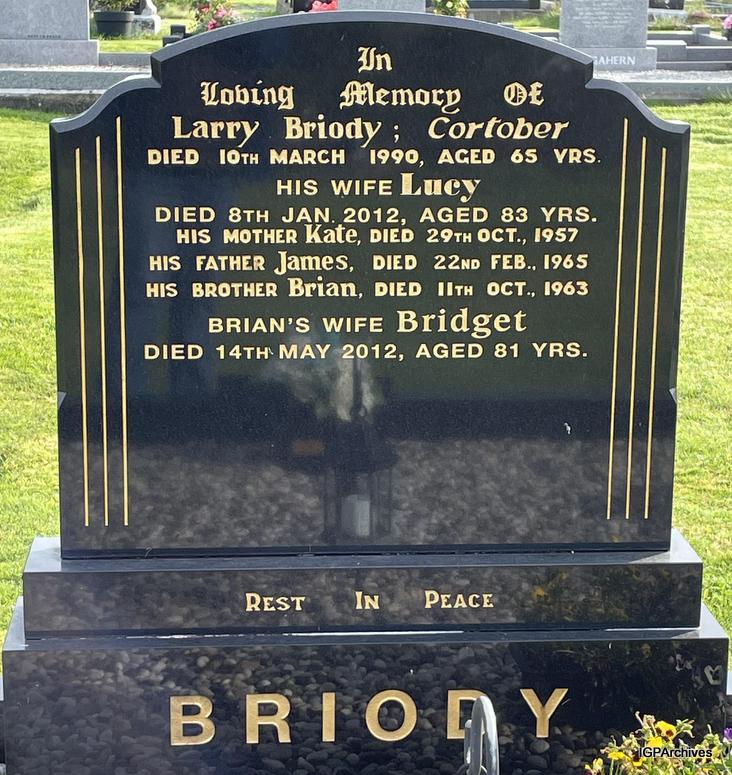 In
Loving Memory Of
Larry Briody; Cortober
DIED 10TH MARCH 1990, AGED 65 YRS.
HIS WIFE Lucy
DIED 8TH JAN. 2012, AGED 83 YRS.
HIS MOTHER Kate, DIED 29TH OCT., 1957
HIS FATHER James, DIED 22ND FEB., 1965
HIS BROTHER Brian, DIED 11TH OCT., 1963
BRIAN'S WIFE Bridget
DIED 14TH MAY 2012, AGED 81 YRS.
REST IN PEACE
BRIODY
GAHERN
IGPArchives